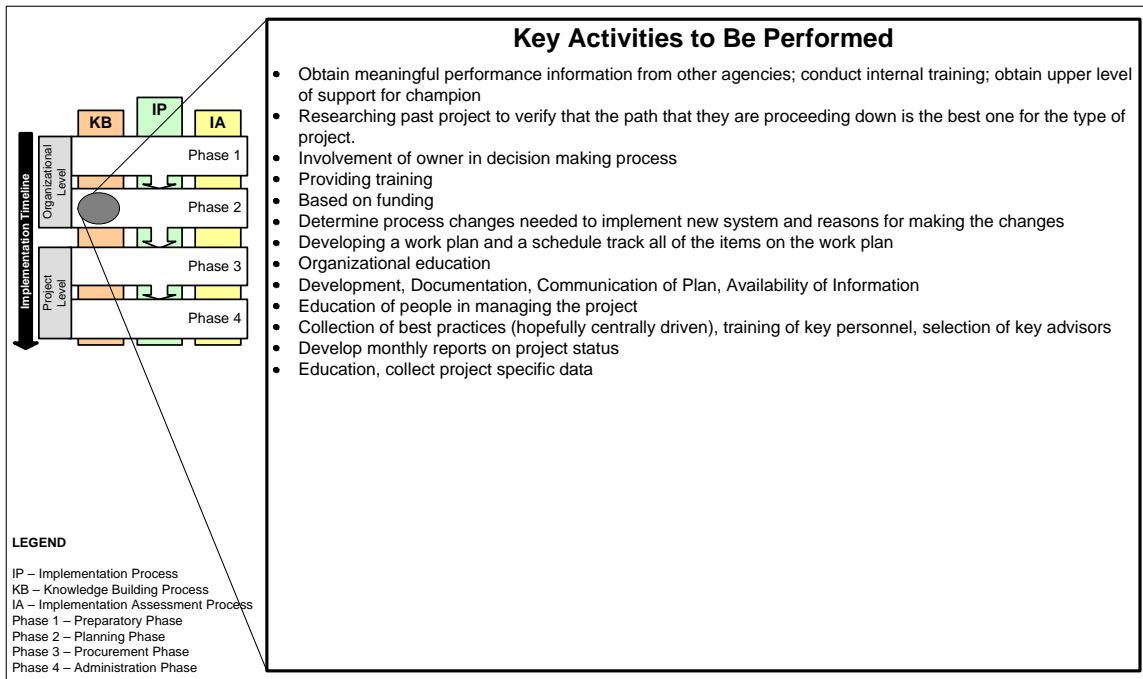 Key Activities to Be Performed
• Obtain meaningful performance information from other agencies; conduct internal training; obtain upper level
of support for champion
• Researching past project to verify that the path that they are proceeding down is the best one for the type of
project.
• Involvement of owner in decision making process
• Providing training
• Based on funding
• Determine process changes needed to implement new system and reasons for making the changes
• Developing a work plan and a schedule track all of the items on the work plan
• Organizational education
• Development, Documentation, Communication of Plan, Availability of Information
• Education of people in managing the project
• Collection of best practices (hopefully centrally driven), training of key personnel, selection of key advisors
• Develop monthly reports on project status
• Education, collect project specific data
KB
IP
IA
Implementation Timeline
Organizational
Level
Project
Level
Phase 1
Phase 2
Phase 3
Phase 4
LEGEND
IP – Implementation Process
KB – Knowledge Building Process
IA – Implementation Assessment Process
Phase 1 – Preparatory Phase
Phase 2 – Planning Phase
Phase 3 – Procurement Phase
Phase 4 – Administration Phase